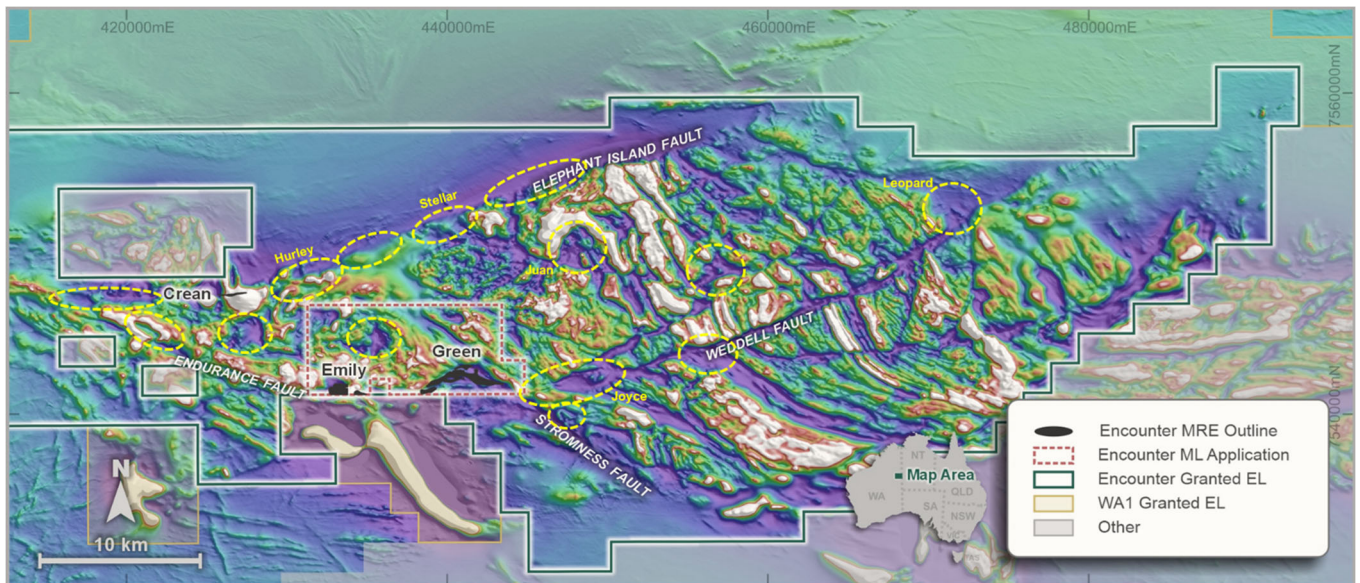 420000mE
440000mE
460000mE
480000mE
7560000mN
ELEPHANT ISLAND FAULT
Stellar
Leopard
Hurley
Juan
Crean
Green
Emily
WEDDELL FAULT
ENDURANCE FAULT
Joyce
STROMNESS FAULT
7540000mN
N
10 km
Map Area
NT
WA
QLD
SA
NSW
Encounter MRE Outline
Encounter ML Application
Encounter Granted EL
WA1 Granted EL
Other